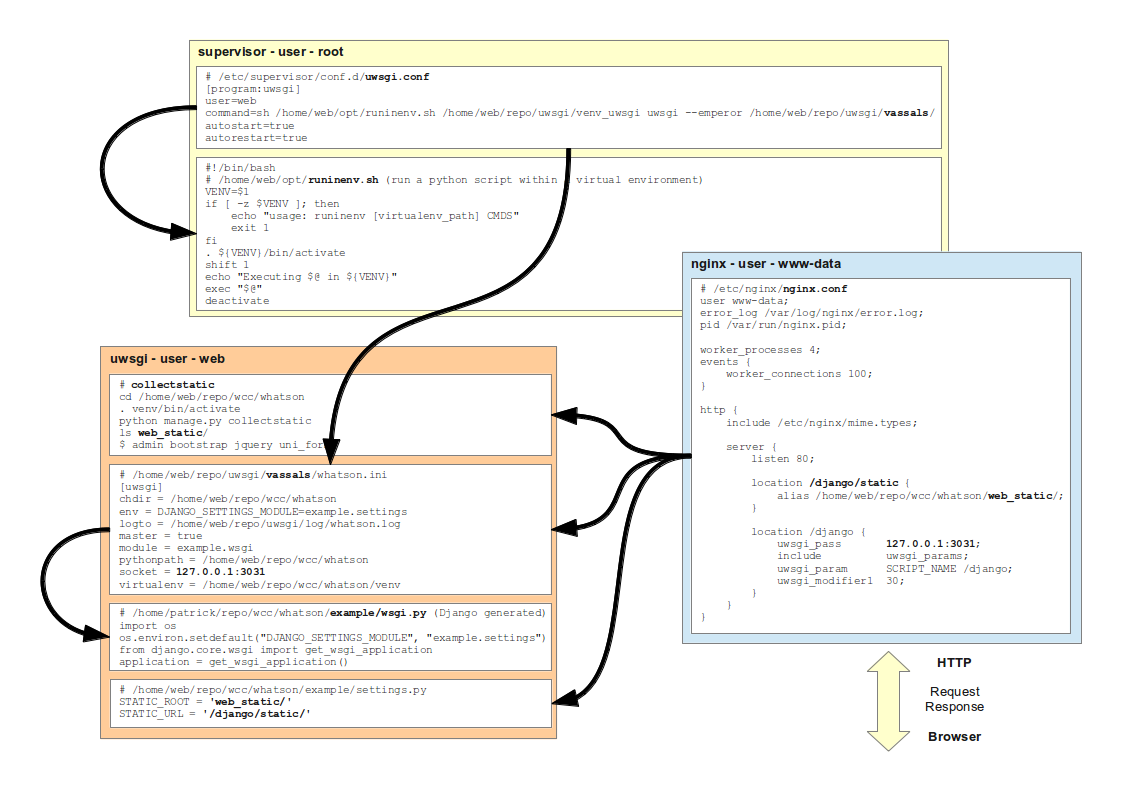 supervisor - user - root
# /etc/supervisor/conf.d/uwsgi.conf
[program:uwsgi]
user=web
command=sh /home/web/opt/runinenv.sh /home/web/repo/uwsgi/venv_uwsgi uwsgi --emperor /home/web/repo/uwsgi/vassals/
autostart=true
autorestart=true
#!/bin/bash
# /home/web/opt/runinenv.sh (run a python script within virtual environment)
VENV=$1
if [ -z $VENV ]; then
    echo "usage: runinenv [virtualenv_path] CMDS"
    exit 1
fi
. ${VENV}/bin/activate
shift 1
echo "Executing $@ in ${VENV}"
exec "$@"
deactivate
nginx - user - www-data
# /etc/nginx/nginx.conf
user www-data;
error_log /var/log/nginx/error.log;
pid /var/run/nginx.pid;
worker_processes 4;
events {
    worker_connections 100;
}
http {
    include /etc/nginx/mime.types;
    server {
        listen 80;
        location /django/static {
            alias /home/web/repo/wcc/whatson/web_static/;
        }
        location /django {
            uwsgi_pass 127.0.0.1:3031;
            include uwsgi_params;
            uwsgi_param SCRIPT_NAME /django;
            uwsgi_modifier1 30;
        }
    }
}
uwsgi - user - web
# collectstatic
cd /home/web/repo/wcc/whatson
. venv/bin/activate
python manage.py collectstatic
ls web_static/
$ admin bootstrap jquery uni_for
# /home/web/repo/uwsgi/vassals/whatson.ini
[uwsgi]
chdir = /home/web/repo/wcc/whatson
env = DJANGO_SETTINGS_MODULE=example.settings
logto = /home/web/repo/uwsgi/log/whatson.log
master = true
module = example.wsgi
pythonpath = /home/web/repo/wcc/whatson
socket = 127.0.0.1:3031
virtualenv = /home/web/repo/wcc/whatson/venv
# /home/patrick/repo/wcc/whatson/example/wsgi.py (Django generated)
import os
os.environ.setdefault("DJANGO_SETTINGS_MODULE", "example.settings")
from django.core.wsgi import get_wsgi_application
application = get_wsgi_application()
# /home/web/repo/wcc/whatson/example/settings.py
STATIC_ROOT = 'web_static/'
STATIC_URL = '/django/static/'
HTTP
Request
Response
Browser